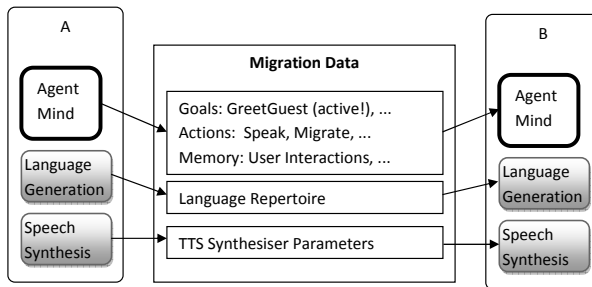 A
Agent
Mind
Language
Generation
Speech
Synthesis
Migration Data
Goals: GreetGuest (active!), ...
Actions: Speak, Migrate, ...
Memory: User Interactions, ...
Language Repertoire
TTS Synthesiser Parameters
B
Agent
Mind
Language
Generation
Speech
Synthesis